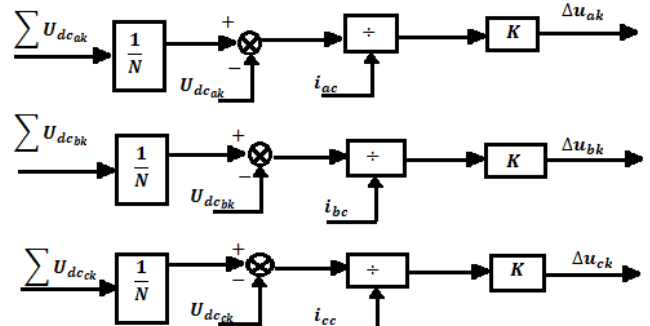 ∑ U_dc_ak 1/N + − U_dc_ak ÷ i_ac K Δu_ak
∑ U_dc_bk 1/N + − U_dc_bk ÷ i_bc K Δu_bk
∑ U_dc_ck 1/N + − U_dc_ck ÷ i_cc K Δu_ck